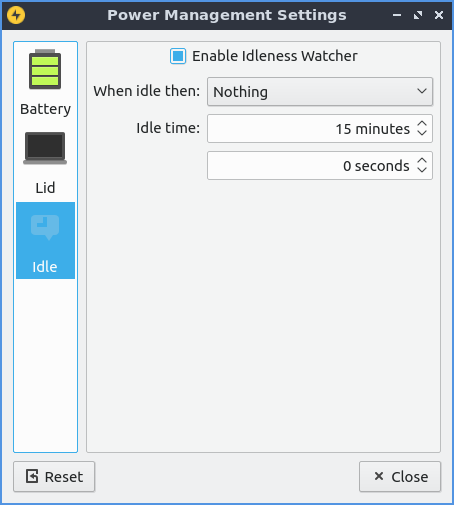 Power Management Settings
Battery
Lid
Idle
Enable Idleness Watcher
When idle then: Nothing
Idle time: 15 minutes
0 seconds
Reset
Close